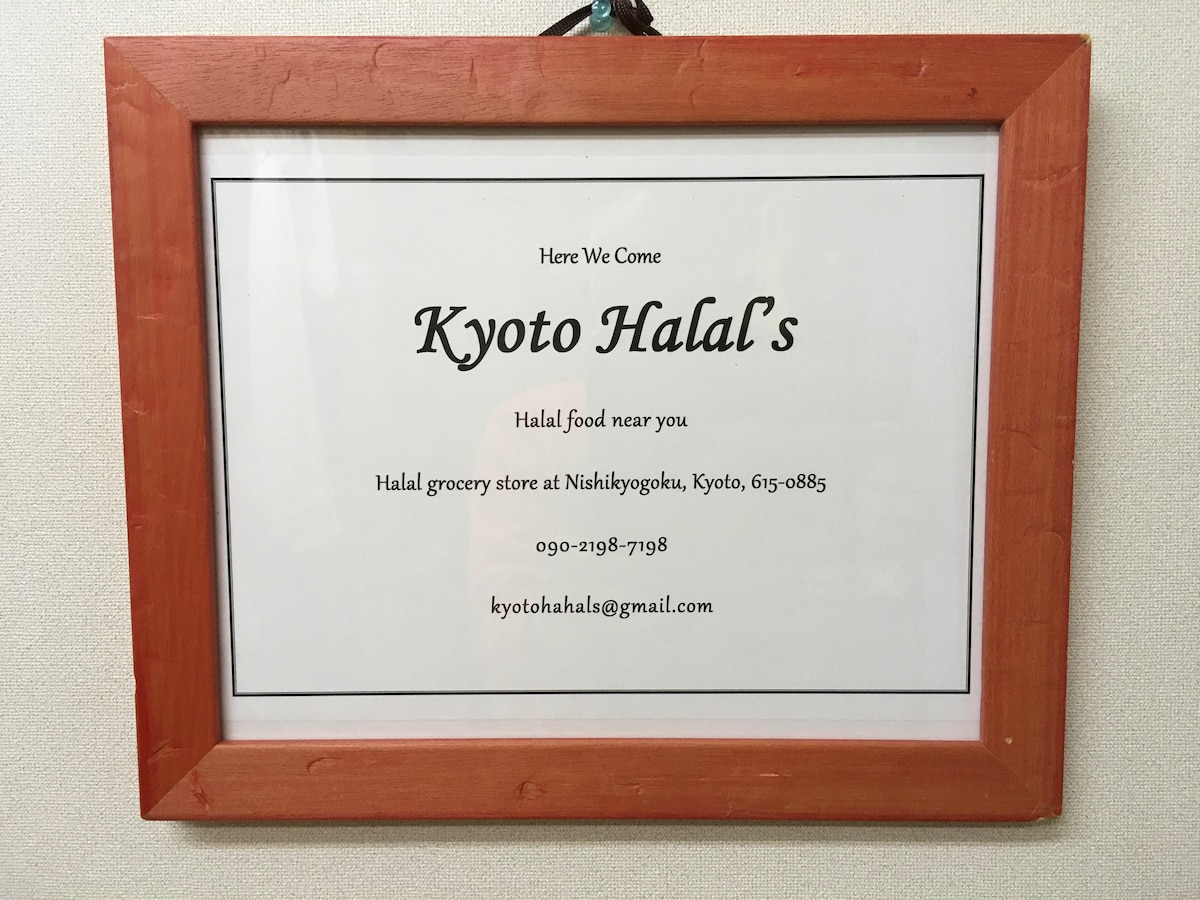 Here We Come
Kyoto Halal’s
Halal food near you
Halal grocery store at Nishikyogoku, Kyoto, 615-0885
090-2198-7198
kyotohahals@gmail.com